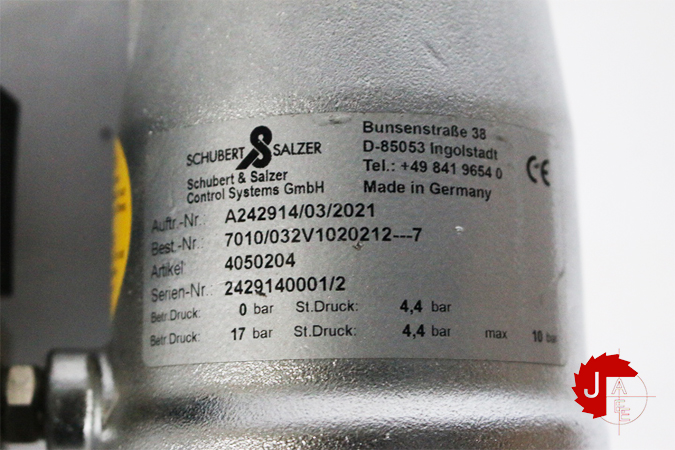 SCHUBERT SALZER
Schubert & Salzer
Control Systems GmbH
Bunsenstraße 38
D-85053 Ingolstadt
Tel.: +49 841 9654 0
Made in Germany
CE
Auftr.-Nr.: A242914/03/2021
Best.-Nr.: 7010/032V1020212---7
Artikel: 4050204
Serien-Nr.: 2429140001/2
Betr.Druck: 0 bar St.Druck: 4,4 bar
Betr.Druck: 17 bar St.Druck: 4,4 bar max 10 bar
J